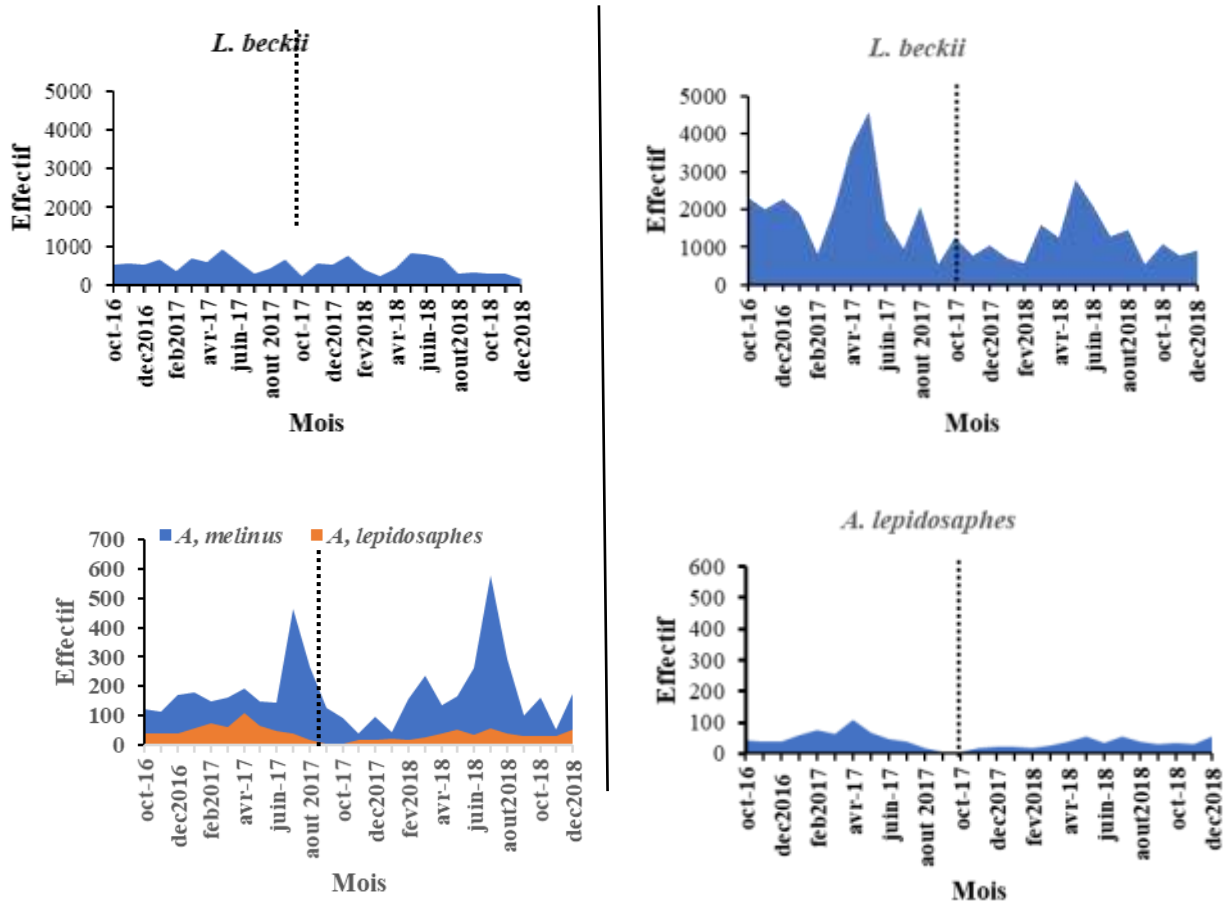 L. beckii
5000
4000
3000
2000
1000
0
Effectif
oct-16
dec2016
feb2017
avr-17
juin-17
aout 2017
oct-17
dec2017
fev2018
avr-18
juin-18
aout2018
oct-18
dec2018
Mois
L. beckii
5000
4000
3000
2000
1000
0
Effectif
oct-16
dec2016
feb2017
avr-17
juin-17
aout 2017
oct-17
dec2017
fev2018
avr-18
juin-18
aout2018
oct-18
dec2018
Mois
A, melinus A, lepidosaphes
700
600
500
400
300
200
100
0
Effectif
oct-16
dec2016
feb2017
avr-17
juin-17
aout 2017
oct-17
dec2017
fev2018
avr-18
juin-18
aout2018
oct-18
dec2018
Mois
A. lepidosaphes
600
500
400
300
200
100
0
Effectif
oct-16
dec2016
feb2017
avr-17
juin-17
aout 2017
oct-17
dec2017
fev2018
avr-18
juin-18
aout2018
oct-18
dec2018
Mois